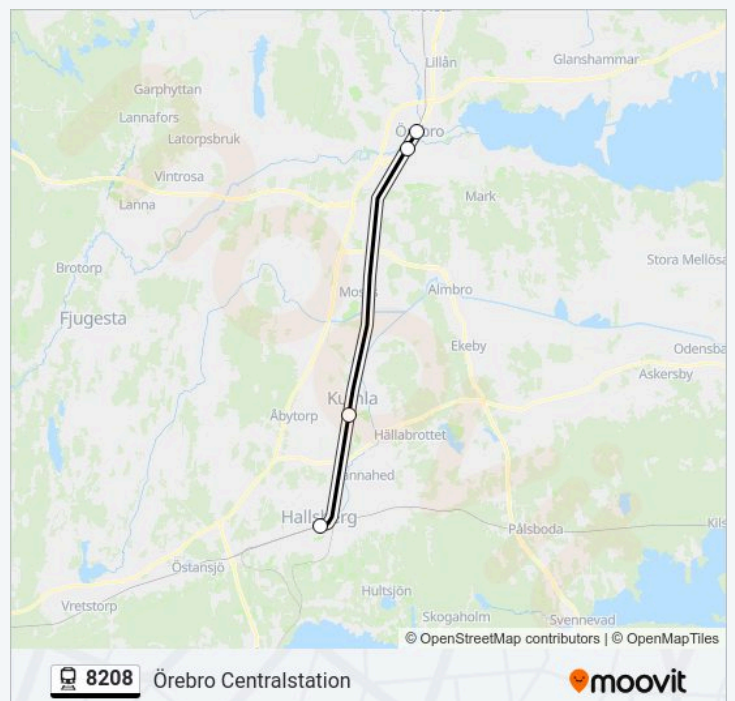 Lillån
Glanshammar
Garphyttan
Lannafors
Latorpsbruk
Örebro
Vintrosa
Mark
Lanna
Stora Mellösa
Brotorp
Almbro
Fjugesta
Ekeby
Odensba
Askersby
Kumla
Åbytorp
Hällabrottet
Hallsberg
Pålsboda
Östansjö
Hultsjön
Vretstorp
Skogaholm
Svennevad
© OpenStreetMap contributors | © OpenMapTiles
8208 Örebro Centralstation
moovit